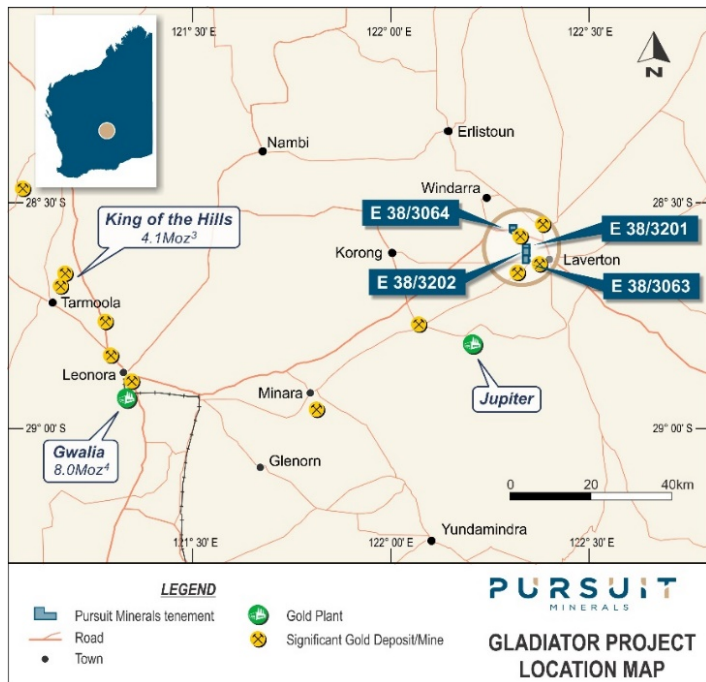 121° 30' E
122° 00' E
122° 30' E
N
Erlistoun
Nambi
Windarra
28° 30' S
28° 30' S
E 38/3064
King of the Hills
4.1Moz³
E 38/3201
Korong
Laverton
E 38/3202
E 38/3063
Tarmoola
Leonora
Jupiter
Minara
29° 00' S
29° 00' S
Gwalia
8.0Moz⁴
Glenorn
0 20 40km
Yundamindra
121° 30' E
122° 00' E
122° 30' E
LEGEND
Pursuit Minerals tenement
Road
Town
Gold Plant
Significant Gold Deposit/Mine
PURSUIT
MINERALS
GLADIATOR PROJECT
LOCATION MAP